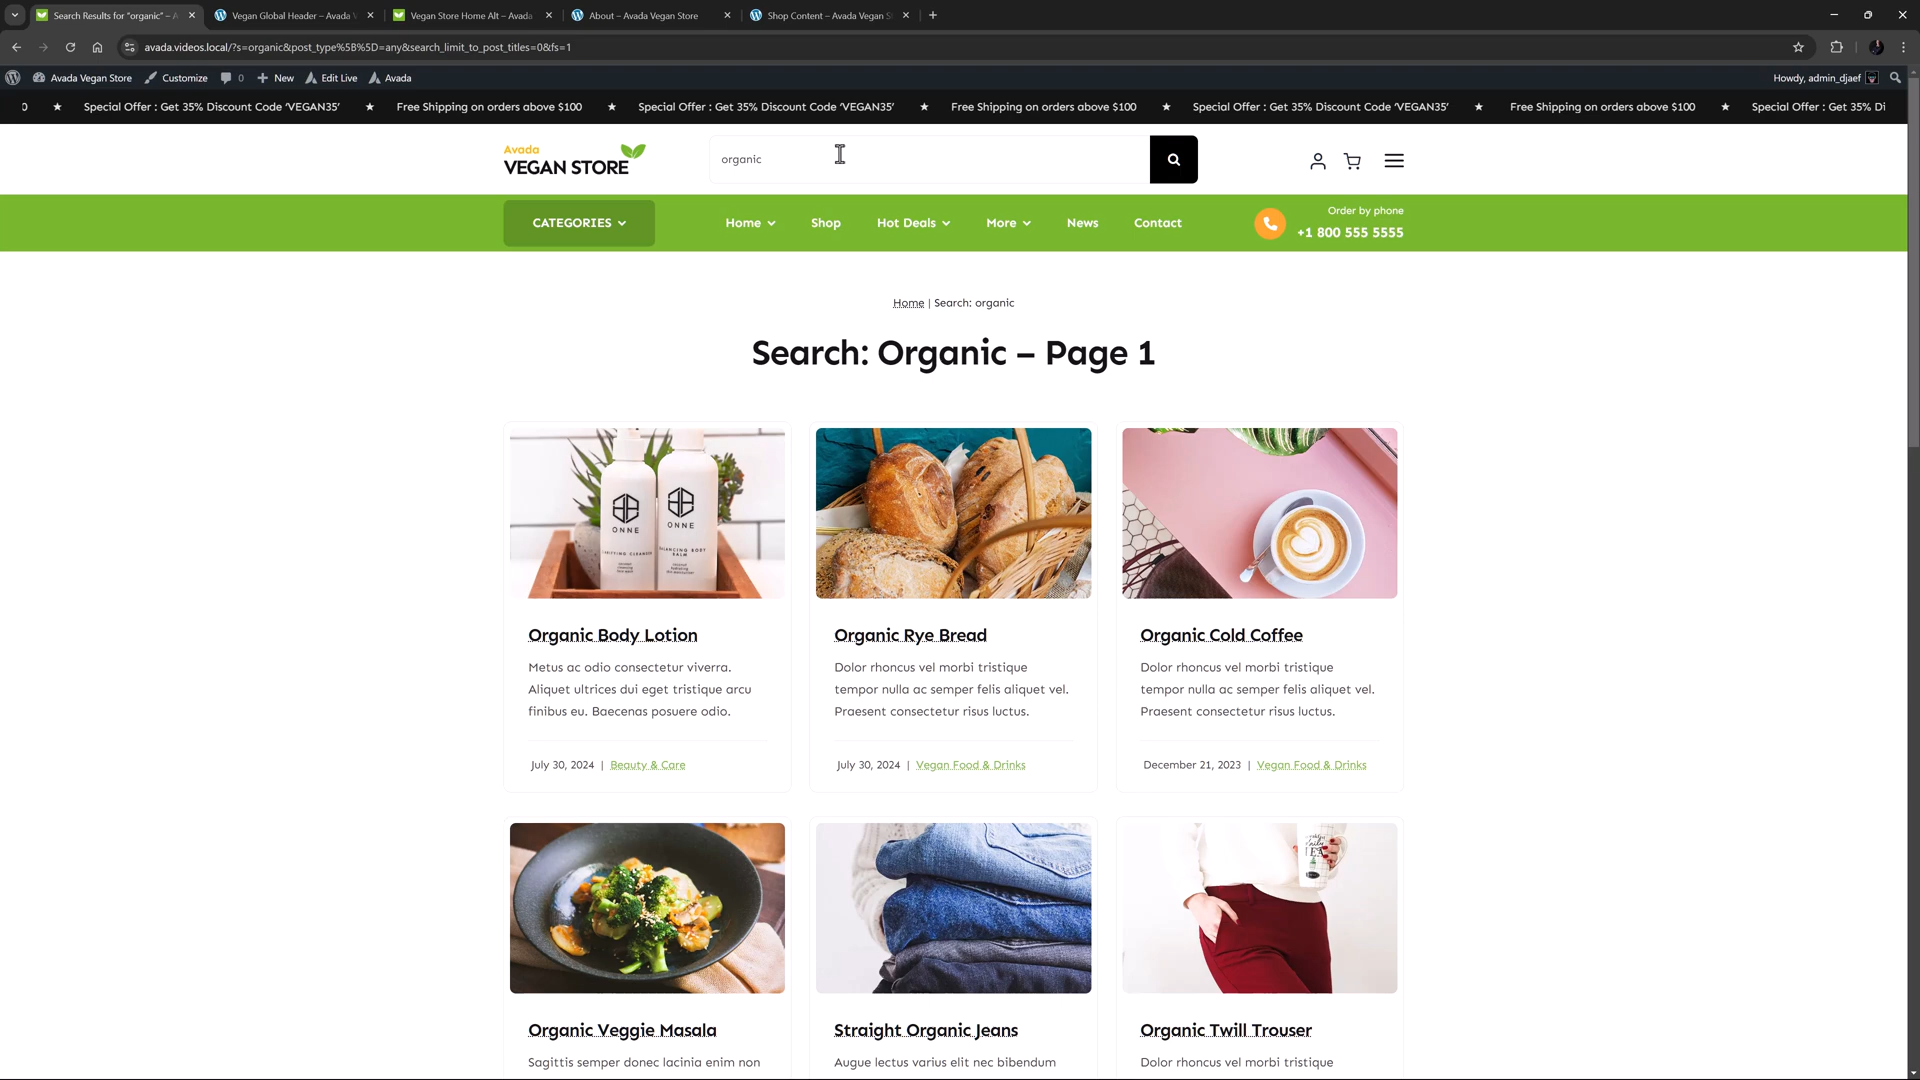 Search Results for "organic" – A
Vegan Global Header – Avada V
Vegan Store Home Alt – Avada
About – Avada Vegan Store
Shop Content – Avada Vegan S
avada.videos.local/?s=organic&post_type%5B%5D=any&search_limit_to_post_titles=0&fs=1
Avada Vegan Store
Customize
0
New
Edit Live
Avada
Howdy, admin_djaef
0 ★ Special Offer : Get 35% Discount Code 'VEGAN35' ★ Free Shipping on orders above $100 ★ Special Offer : Get 35% Discount Code 'VEGAN35' ★ Free Shipping on orders above $100 ★ Special Offer : Get 35% Discount Code 'VEGAN35' ★ Free Shipping on orders above $100 ★ Special Offer : Get 35% Di
Avada
VEGAN STORE
organic
CATEGORIES
Home
Shop
Hot Deals
More
News
Contact
Order by phone
+1 800 555 5555
Home | Search: organic
Search: Organic – Page 1
ONNE
ONNE
BALANCING BODY
BALM
Organic Body Lotion
Metus ac odio consectetur viverra.
Aliquet ultrices dui eget tristique arcu
finibus eu. Baecenas posuere odio.
July 30, 2024 | Beauty & Care
Organic Rye Bread
Dolor rhoncus vel morbi tristique
tempor nulla ac semper felis aliquet vel.
Praesent consectetur risus luctus.
July 30, 2024 | Vegan Food & Drinks
Organic Cold Coffee
Dolor rhoncus vel morbi tristique
tempor nulla ac semper felis aliquet vel.
Praesent consectetur risus luctus.
December 21, 2023 | Vegan Food & Drinks
Organic Veggie Masala
Sagittis semper donec lacinia enim non
Straight Organic Jeans
Augue lectus varius elit nec bibendum
Organic Twill Trouser
Dolor rhoncus vel morbi tristique